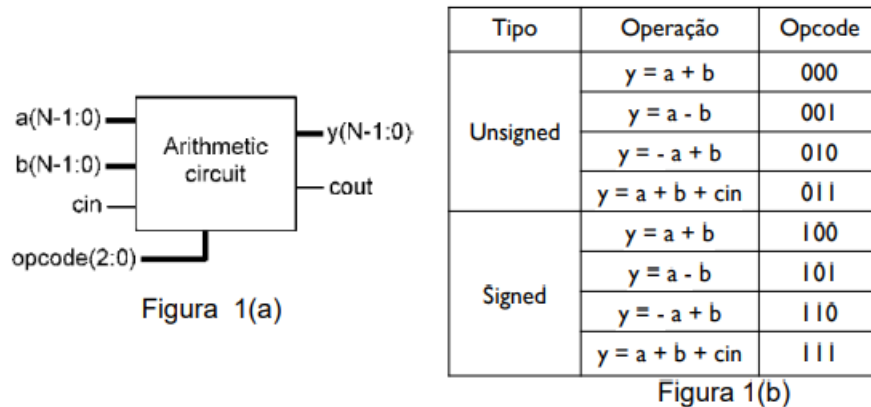 a(N-1:0)
b(N-1:0)
cin
opcode(2:0)
Arithmetic
circuit
y(N-1:0)
cout
Figura 1(a)
Tipo Operação Opcode
Unsigned
y = a + b 000
y = a - b 001
y = - a + b 010
y = a + b + cin 011
Signed
y = a + b 100
y = a - b 101
y = - a + b 110
y = a + b + cin 111
Figura 1(b)